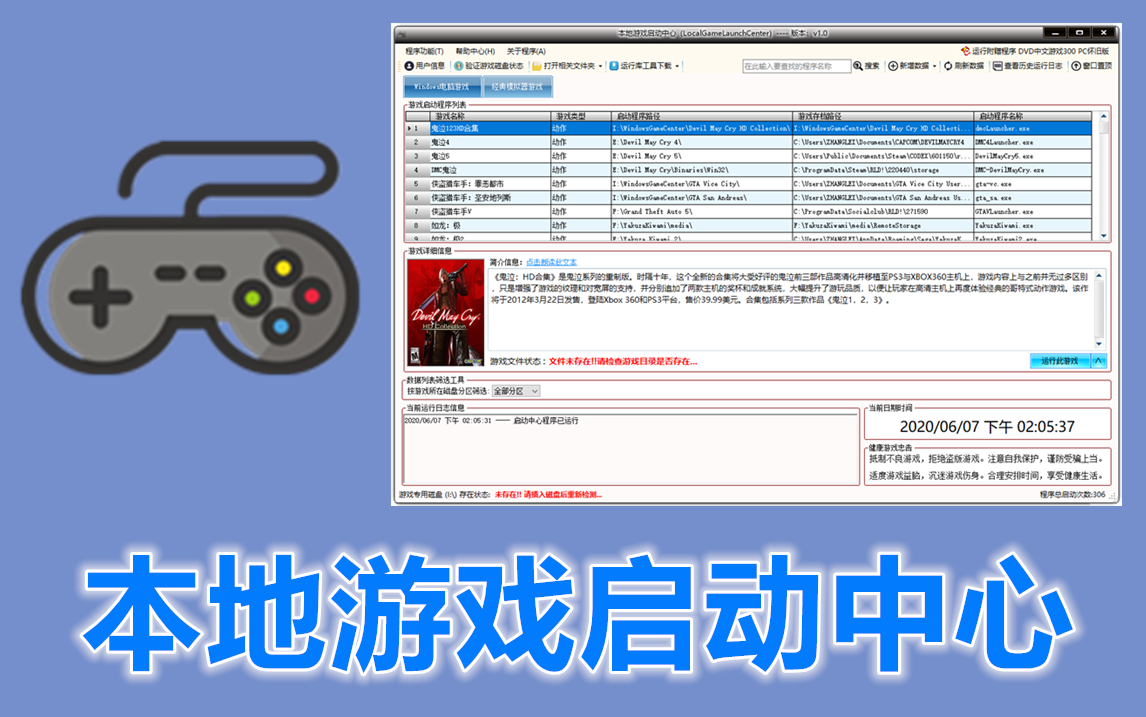 本地游戏启动中心 (LocalGameLaunchCenter) ---- 版本: v1.0
程序功能(T) 帮助中心(H) 关于程序(A) 运行附赠程序 DVD中文游戏300 PC怀旧版
用户信息 验证游戏磁盘状态 打开相关文件夹 运行库工具下载 在此输入要查找的程序名称 搜索 新增数据 刷新数据 查看历史运行日志 窗口置顶
Windows电脑游戏 经典模拟器游戏
游戏启动程序列表
游戏名称 游戏类型 启动程序路径 游戏存档路径 启动程序名称
1 鬼泣123HD合集 动作 I:\WindowsGameCenter\Devil May Cry HD Collection\ I:\WindowsGameCenter\Devil May Cry HD Collecti... dmcLauncher.exe
2 鬼泣4 动作 E:\Devil May Cry 4\ C:\Users\ZHANGLEI\Documents\CAPCOM\DEVILMAYCRY4 DMC4Launcher.exe
3 鬼泣5 动作 E:\Devil May Cry 5\ C:\Users\Public\Documents\Steam\CODEX\601150\r... DevilMayCry5.exe
4 DMC鬼泣 动作 E:\Devil May Cry\Binaries\Win32\ C:\ProgramData\Steam\RLD!\220440\storage DMC-DevilMayCry.exe
5 侠盗猎车手：罪恶都市 动作 I:\WindowsGameCenter\GTA Vice City\ C:\Users\ZHANGLEI\Documents\GTA Vice City User... gta-vc.exe
6 侠盗猎车手：圣安地列斯 动作 I:\WindowsGameCenter\GTA San Andreas\ C:\Users\ZHANGLEI\Documents\GTA San Andreas Us... gta_sa.exe
7 侠盗猎车手V 动作 F:\Grand Theft Auto 5\ C:\ProgramData\Socialclub\RLD!\271590 GTAVLauncher.exe
8 如龙：极 动作 F:\YakuzaKiwami\media\ F:\YakuzaKiwami\media\RemoteStorage YakuzaKiwami.exe
9 如龙：极2 动作 F:\Yakuza Kiwami 2\ C:\Users\ZHANGLEI\AppData\Roaming\Sega\YakuzaK... YakuzaKiwami2.exe
游戏详细信息
简介信息： 点击朗读此文本
《鬼泣：HD合集》是鬼泣系列的重制版。时隔十年，这个全新的合集将大受好评的鬼泣前三部作品高清化并移植至PS3与XBOX360主机上，游戏内容上与之前并无过多区别
，只是增强了游戏的纹理和对宽屏的支持，并分别追加了两款主机的奖杯和成就系统，大幅提升了游玩品质，以便让玩家在高清主机上再度体验经典的哥特式动作游戏。该作
将于2012年3月22日发售，登陆Xbox 360和PS3平台，售价39.99美元。合集包括系列三款作品《鬼泣1，2，3》。
Devil May Cry
HD Collection
M
游戏文件状态： 文件未存在!!请检查游戏目录是否存在... 运行此游戏
数据列表筛选工具
按游戏所在磁盘分区筛选: 全部分区
当前运行日志信息
2020/06/07 下午 02:05:31 —— 启动中心程序已运行
当前日期时间
2020/06/07 下午 02:05:37
健康游戏忠告
抵制不良游戏，拒绝盗版游戏。注意自我保护，谨防受骗上当。
适度游戏益脑，沉迷游戏伤身。合理安排时间，享受健康生活。
游戏专用磁盘 (I:\) 存在状态: 未存在!! 请插入磁盘后重新检测... 程序总启动次数:306
本地游戏启动中心